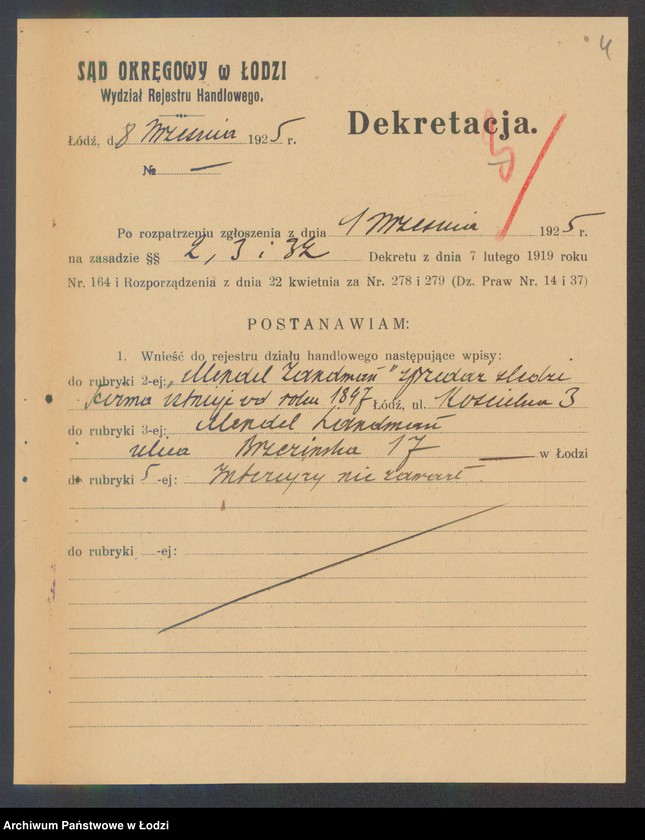 4
SĄD OKRĘGOWY w ŁODZI
Wydział Rejestru Handlowego.
Dekretacja.
Łódź, d. 8 Września 1925 r.
№ —
Po rozpatrzeniu zgłoszenia z dnia 1 Września 1925 r.
na zasadzie §§ 2, 3 i 32 Dekretu z dnia 7 lutego 1919 roku
Nr. 164 i Rozporządzenia z dnia 22 kwietnia za Nr. 278 i 279 (Dz. Praw Nr. 14 i 37)
POSTANAWIAM:
1. Wnieść do rejestru działu handlowego następujące wpisy:
do rubryki 2-ej: „Mendel Landman" sprzedaż śledzi
Firma istnieje od roku 1897 Łódź, ul. Kościelna 3
do rubryki 3-ej: Mendel Landman
ulica Brzezińska 17 — w Łodzi
do rubryki 5-ej: Intercyzy nie zawarł.
do rubryki -ej:
Archiwum Państwowe w Łodzi